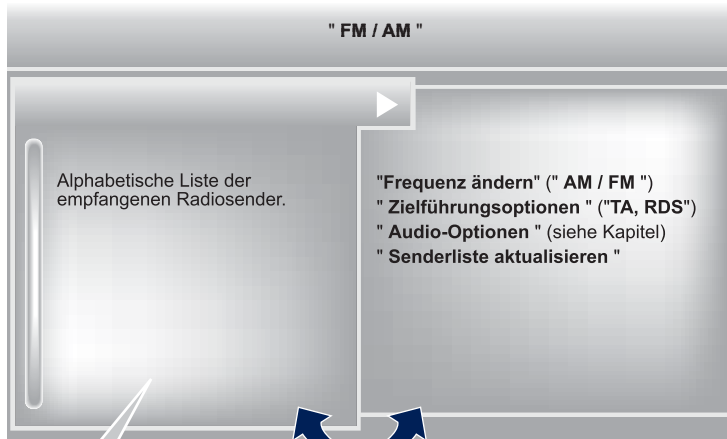 " FM / AM "
Alphabetische Liste der
empfangenen Radiosender.
"Frequenz ändern" (" AM / FM ")
" Zielführungsoptionen " ("TA, RDS")
" Audio-Optionen " (siehe Kapitel)
" Senderliste aktualisieren "